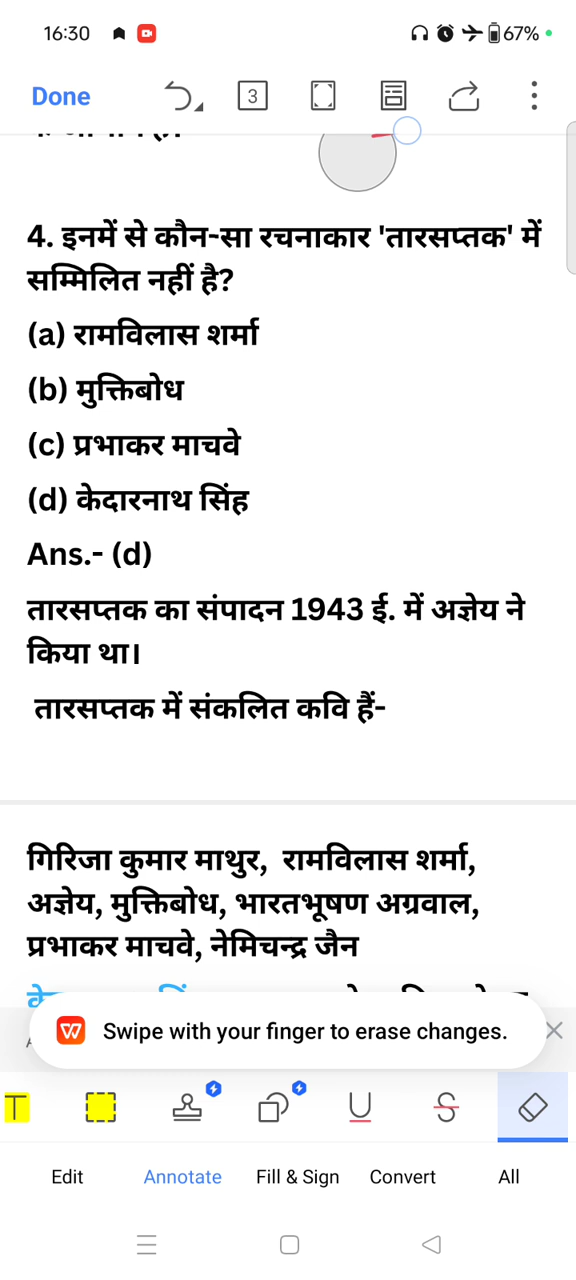 16:30
67%
Done
3
4. इनमें से कौन-सा रचनाकार 'तारसप्तक' में
सम्मिलित नहीं है?
(a) रामविलास शर्मा
(b) मुक्तिबोध
(c) प्रभाकर माचवे
(d) केदारनाथ सिंह
Ans.- (d)
तारसप्तक का संपादन 1943 ई. में अज्ञेय ने
किया था।
तारसप्तक में संकलित कवि हैं-
गिरिजा कुमार माथुर, रामविलास शर्मा,
अज्ञेय, मुक्तिबोध, भारतभूषण अग्रवाल,
प्रभाकर माचवे, नेमिचन्द्र जैन
Swipe with your finger to erase changes.
Edit Annotate Fill & Sign Convert All